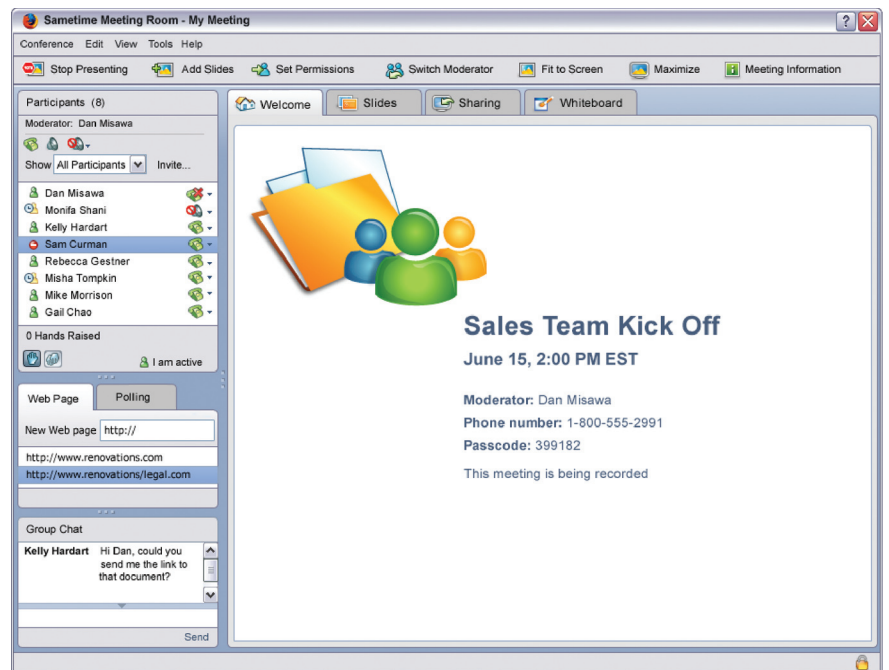 Sametime Meeting Room - My Meeting
?
X
Conference Edit View Tools Help
Stop Presenting Add Slides Set Permissions Switch Moderator Fit to Screen Maximize Meeting Information
Participants (8)
Moderator: Dan Misawa
Show All Participants Invite...
Dan Misawa
Monifa Shani
Kelly Hardart
Sam Curman
Rebecca Gestner
Misha Tompkin
Mike Morrison
Gail Chao
0 Hands Raised
I am active
Web Page Polling
New Web page http://
http://www.renovations.com
http://www.renovations/legal.com
Group Chat
Kelly Hardart Hi Dan, could you
send me the link to
that document?
Send
Welcome Slides Sharing Whiteboard
Sales Team Kick Off
June 15, 2:00 PM EST
Moderator: Dan Misawa
Phone number: 1-800-555-2991
Passcode: 399182
This meeting is being recorded